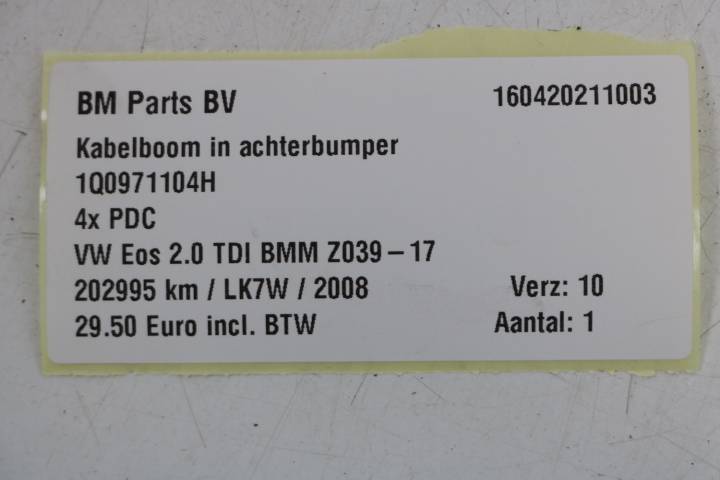 BM Parts BV 160420211003
Kabelboom in achterbumper
1Q0971104H
4x PDC
VW Eos 2.0 TDI BMM Z039 – 17
202995 km / LK7W / 2008 Verz: 10
29.50 Euro incl. BTW Aantal: 1